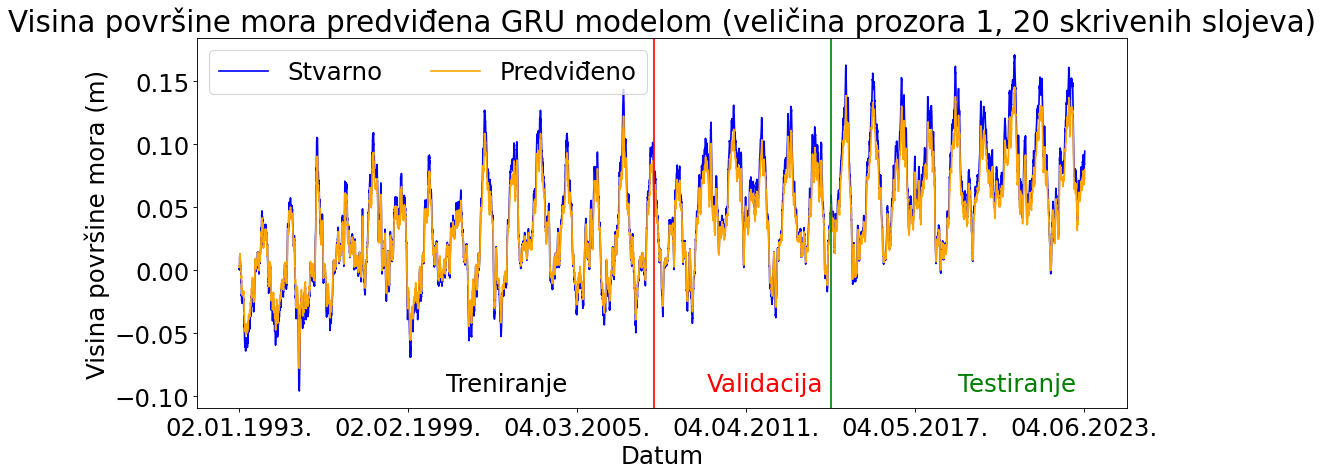 Visina površine mora predviđena GRU modelom (veličina prozora 1, 20 skrivenih slojeva)
Stvarno
Predviđeno
Visina površine mora (m)
0.15
0.10
0.05
0.00
−0.05
−0.10
Treniranje
Validacija
Testiranje
02.01.1993.
02.02.1999.
04.03.2005.
04.04.2011.
04.05.2017.
04.06.2023.
Datum